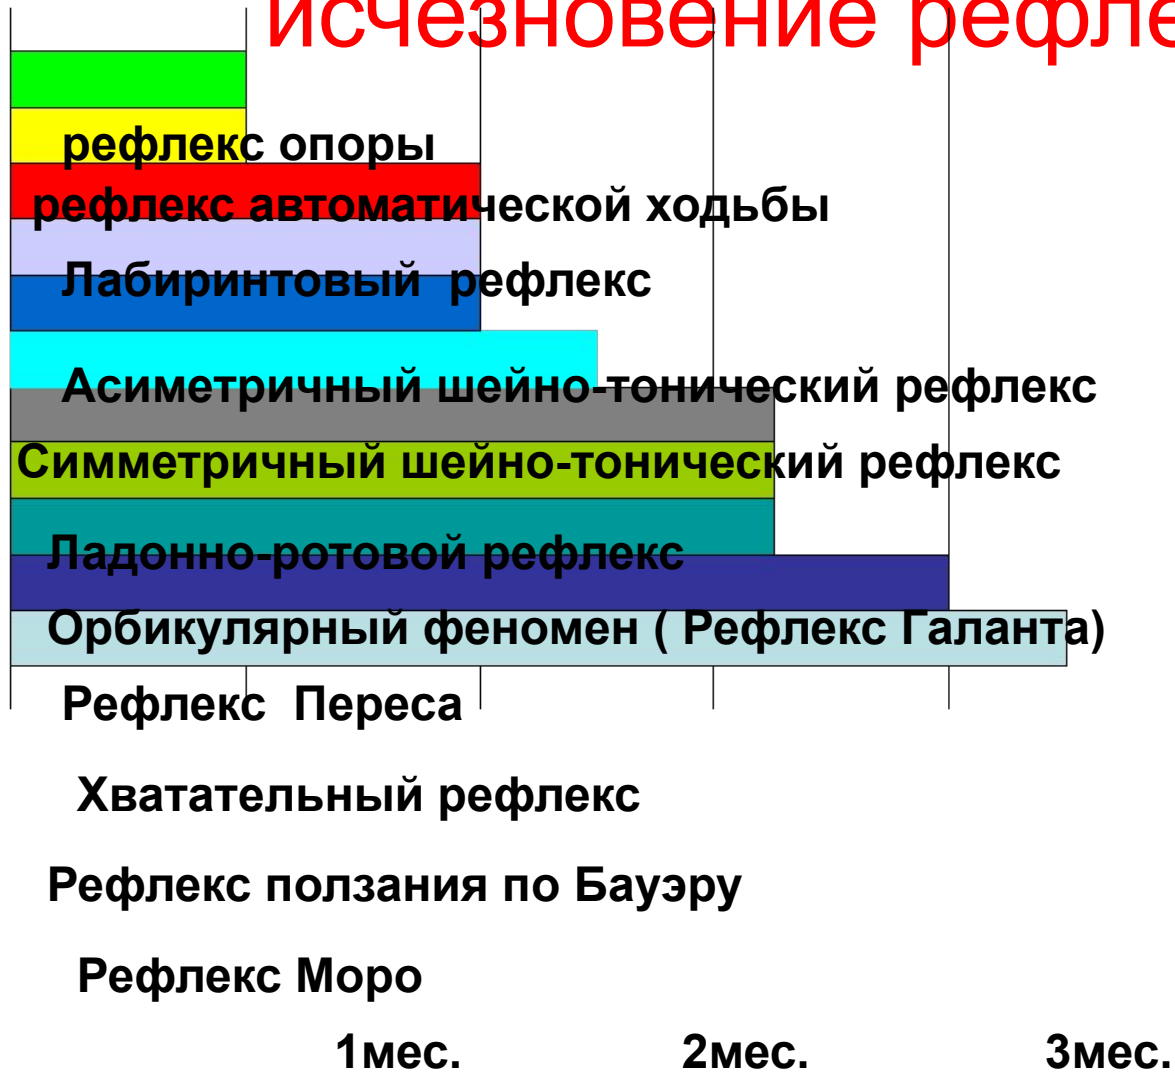 исчезновение рефле
рефлекс опоры
рефлекс автоматической ходьбы
Лабиринтовый рефлекс
Асиметричный шейно-тонический рефлекс
Симметричный шейно-тонический рефлекс
Ладонно-ротовой рефлекс
Орбикулярный феномен ( Рефлекс Галанта)
Рефлекс Переса
Хватательный рефлекс
Рефлекс ползания по Бауэру
Рефлекс Моро
1мес. 2мес. 3мес.